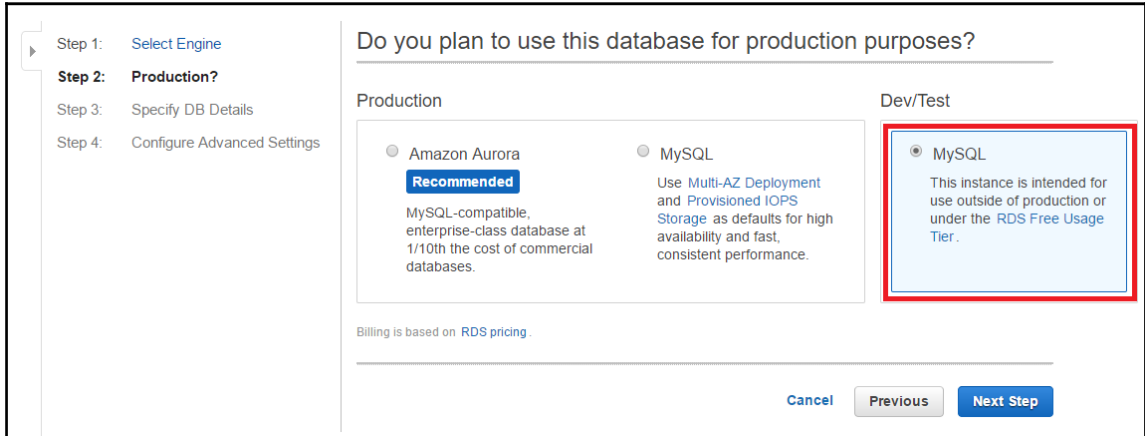 Step 1: Select Engine
Step 2: Production?
Step 3: Specify DB Details
Step 4: Configure Advanced Settings
Do you plan to use this database for production purposes?
Production
Amazon Aurora
Recommended
MySQL-compatible,
enterprise-class database at
1/10th the cost of commercial
databases.
MySQL
Use Multi-AZ Deployment
and Provisioned IOPS
Storage as defaults for high
availability and fast,
consistent performance.
Dev/Test
MySQL
This instance is intended for
use outside of production or
under the RDS Free Usage
Tier.
Billing is based on RDS pricing.
Cancel Previous Next Step